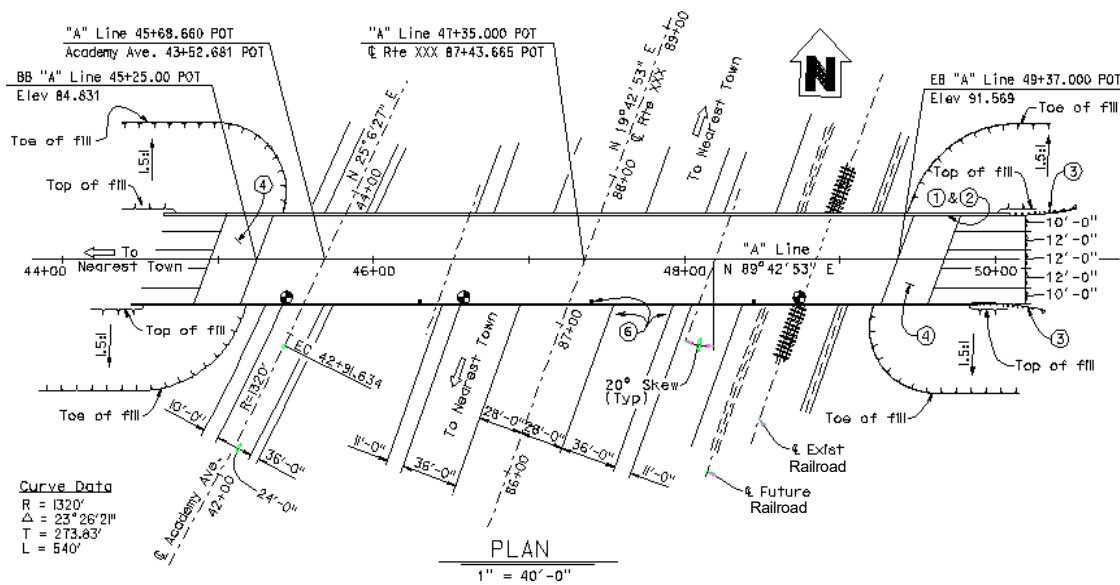 "A" Line 45+68.660 POT
Academy Ave. 43+52.681 POT
"A" Line 47+35.000 POT
℄ Rte XXX 87+43.665 POT
BB "A" Line 45+25.00 POT
Elev 84.831
EB "A" Line 49+37.000 POT
Elev 91.569
N
Toe of fill
1.5:1
Top of fill
4
N 25°6'27" E
44+00
N 19°42'53" E
℄ Rte XXX
89+00
88+00
To Nearest Town
Toe of fill
1.5:1
Top of fill
3
1 & 2
10'-0"
12'-0"
12'-0"
12'-0"
10'-0"
To
Nearest Town
44+00
46+00
48+00
50+00
"A" Line
N 89°42'53" E
Top of fill
1.5:1
Toe of fill
EC 42+91.634
R=1320'
To Nearest Town
87+00
6
20° Skew
(Typ)
4
3
Top of fill
1.5:1
Toe of fill
10'-0"
36'-0"
24'-0"
11'-0"
36'-0"
28'-0"
28'-0"
36'-0"
11'-0"
℄ Exist
Railroad
℄ Future
Railroad
℄ Academy Ave.
42+00
86+00
Curve Data
R = 1320'
Δ = 23°26'21"
T = 273.83'
L = 540'
PLAN
1" = 40'-0"